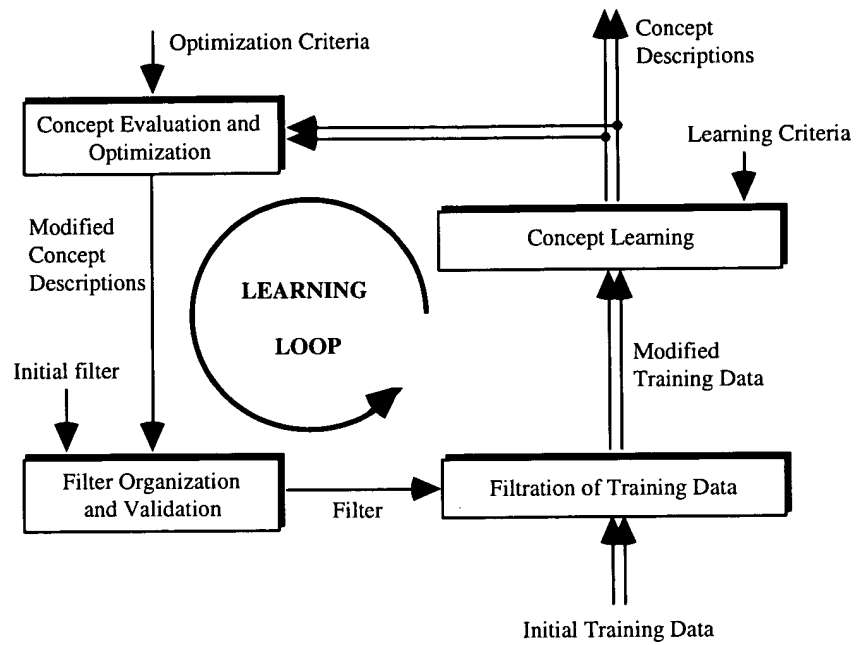 Optimization Criteria
Concept
Descriptions
Concept Evaluation and
Optimization
Learning Criteria
Modified
Concept
Descriptions
Concept Learning
LEARNING
LOOP
Modified
Training Data
Initial filter
Filter Organization
and Validation
Filter
Filtration of Training Data
Initial Training Data